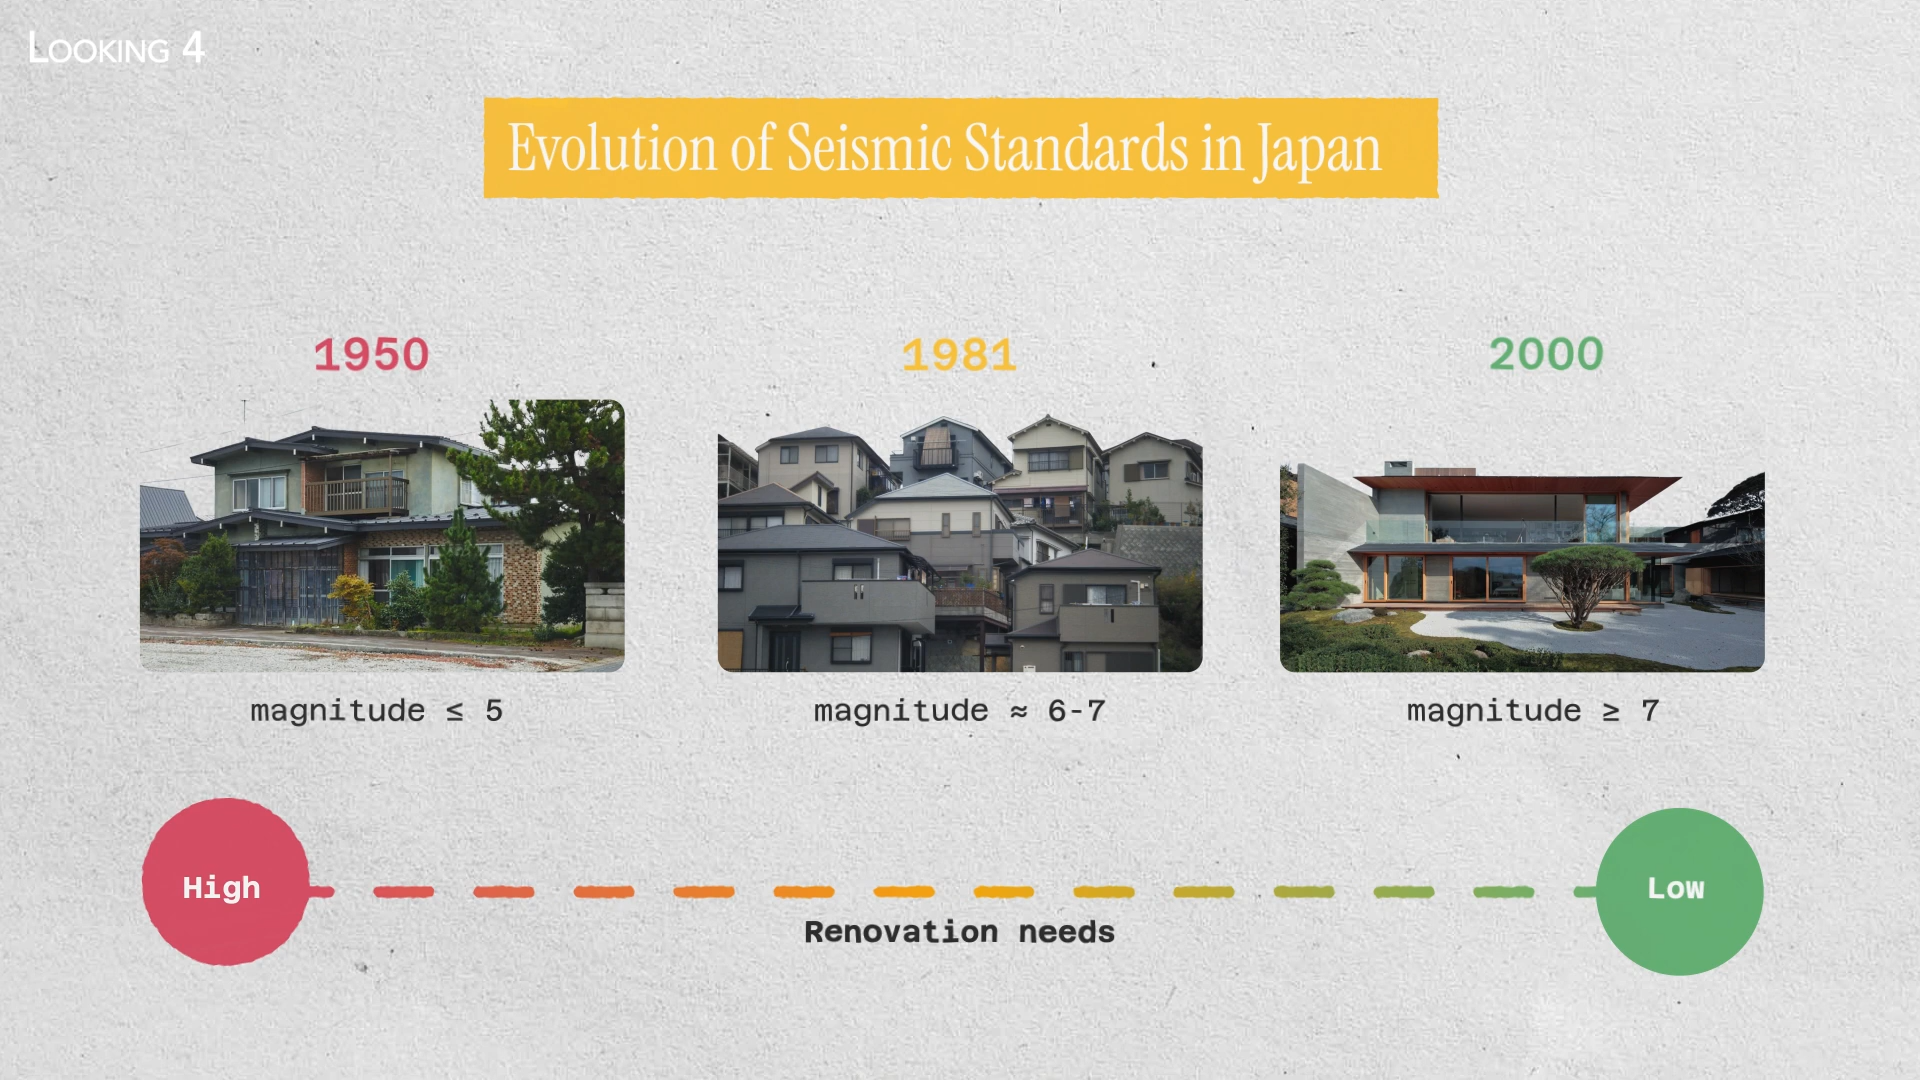 Looking 4
Evolution of Seismic Standards in Japan
1950
1981
2000
magnitude ≤ 5
magnitude ≈ 6-7
magnitude ≥ 7
High
Low
Renovation needs